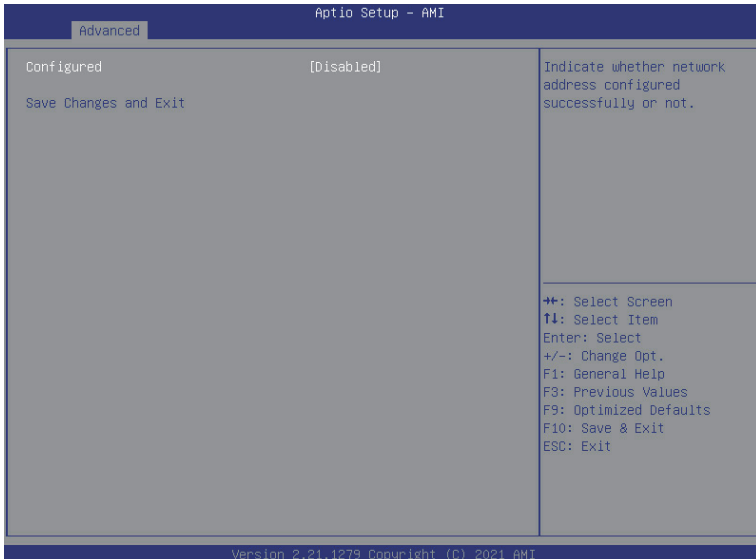 Aptio Setup – AMI
Advanced
Configured [Disabled]
Save Changes and Exit
Indicate whether network
address configured
successfully or not.
→←: Select Screen
↑↓: Select Item
Enter: Select
+/-: Change Opt.
F1: General Help
F3: Previous Values
F9: Optimized Defaults
F10: Save & Exit
ESC: Exit
Version 2.21.1279 Copyright (C) 2021 AMI